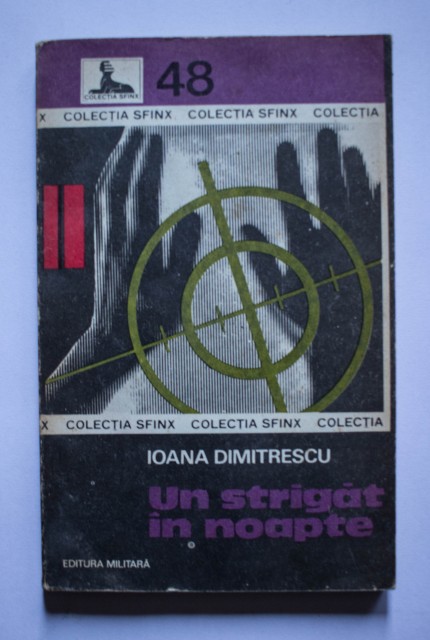 COLECȚIA SFINX
48
X COLECȚIA SFINX COLECȚIA SFINX COLECȚIA
II
X COLECȚIA SFINX COLECȚIA SFINX COLECȚIA
IOANA DIMITRESCU
Un strigăt
în noapte
EDITURA MILITARĂ